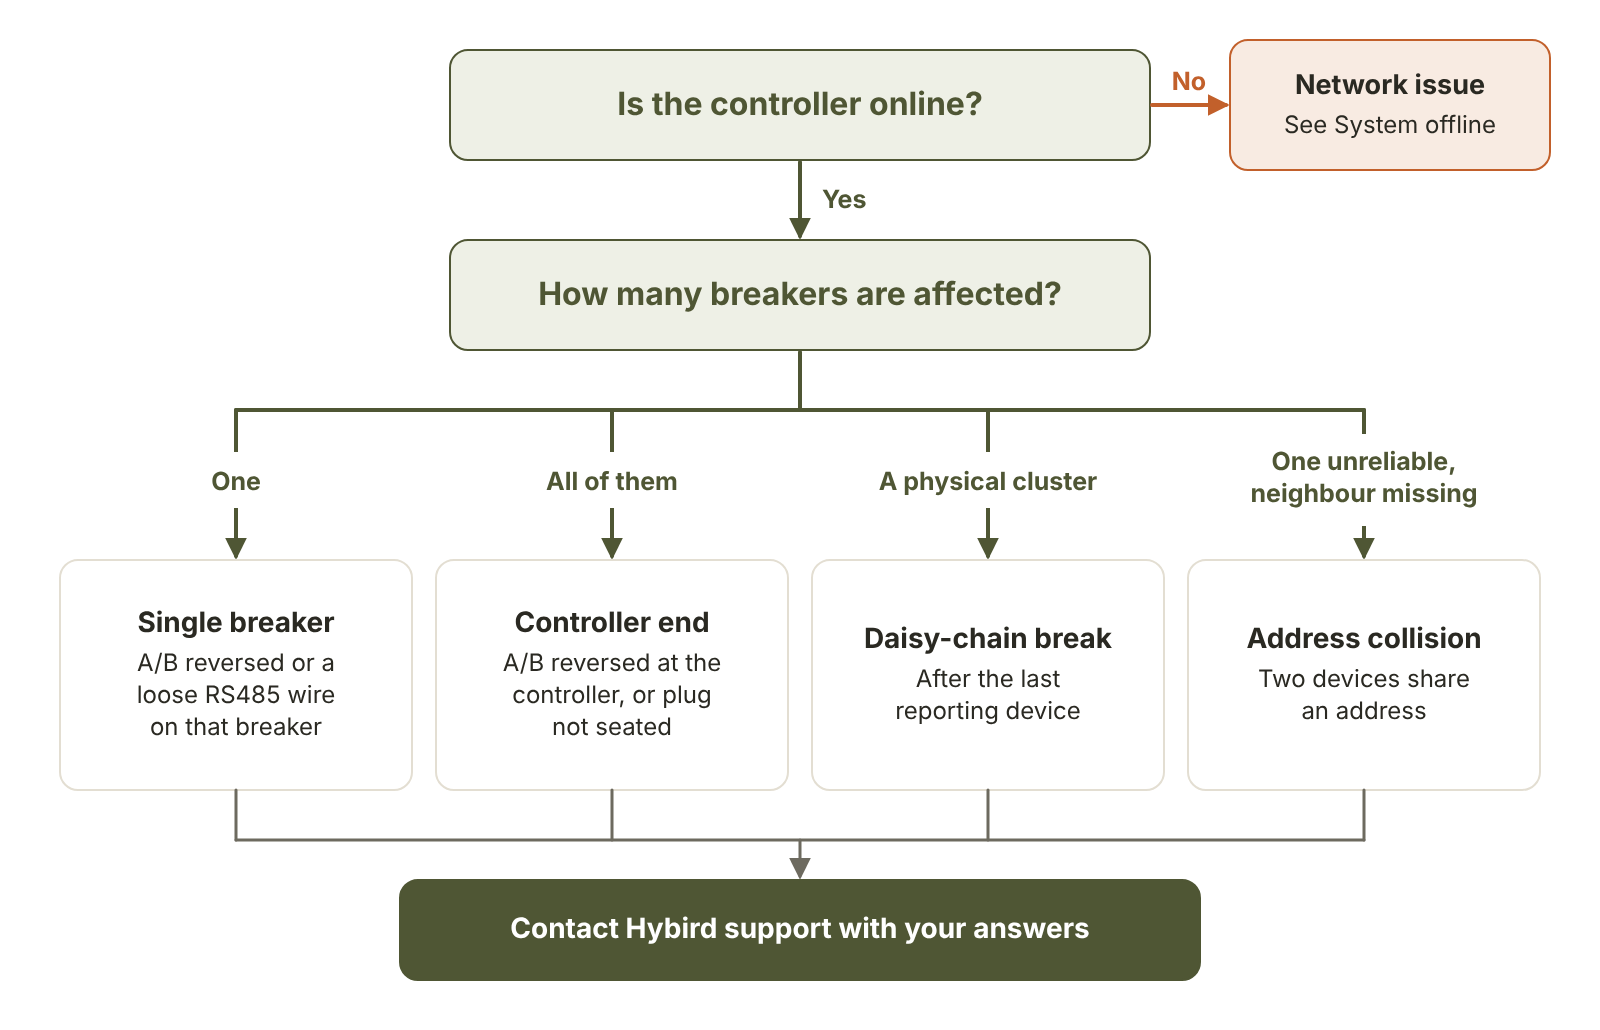 Is the controller online?
No
Network issue
See System offline
Yes
How many breakers are affected?
One
All of them
A physical cluster
One unreliable,
neighbour missing
Single breaker
A/B reversed or a
loose RS485 wire
on that breaker
Controller end
A/B reversed at the
controller, or plug
not seated
Daisy-chain break
After the last
reporting device
Address collision
Two devices share
an address
Contact Hybird support with your answers